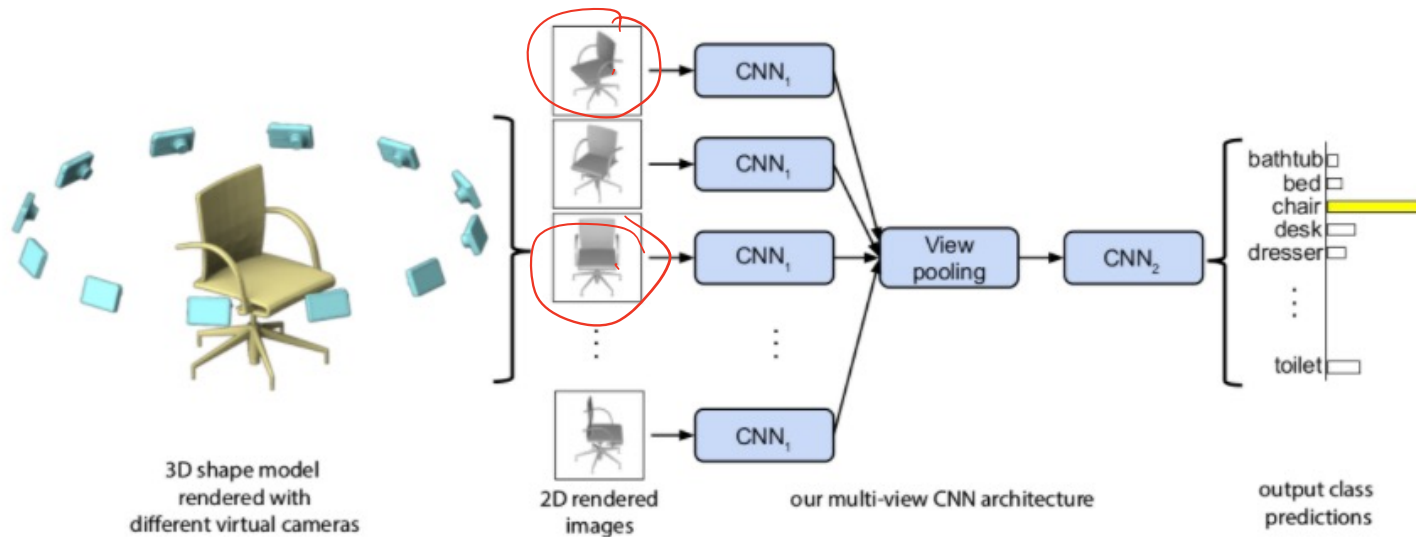 CNN₁
CNN₁
CNN₁
CNN₁
View
pooling
CNN₂
bathtub
bed
chair
desk
dresser
toilet
3D shape model
rendered with
different virtual cameras
2D rendered
images
our multi-view CNN architecture
output class
predictions